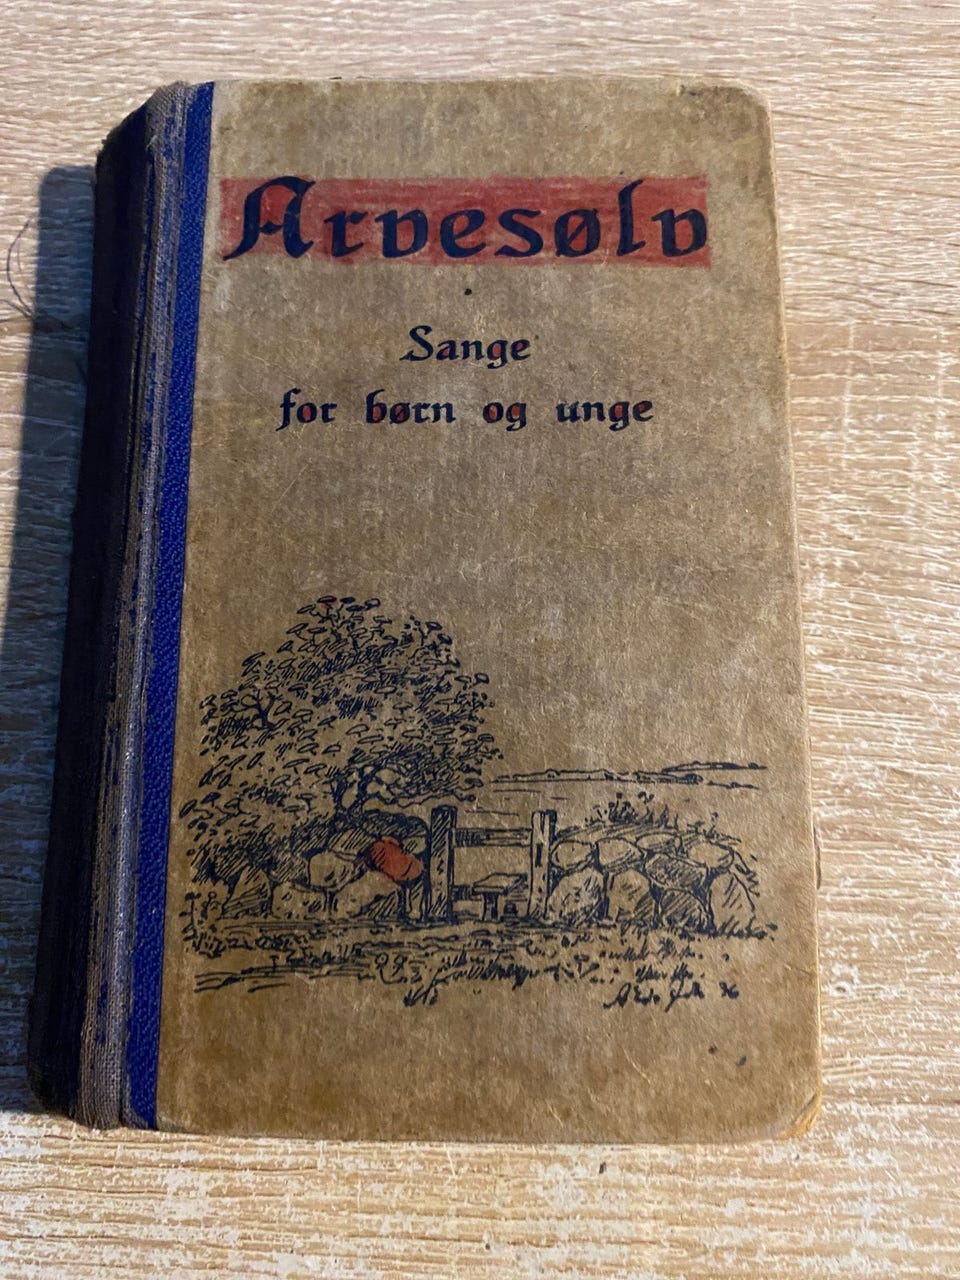 Arvesølv
Sange
for børn og unge